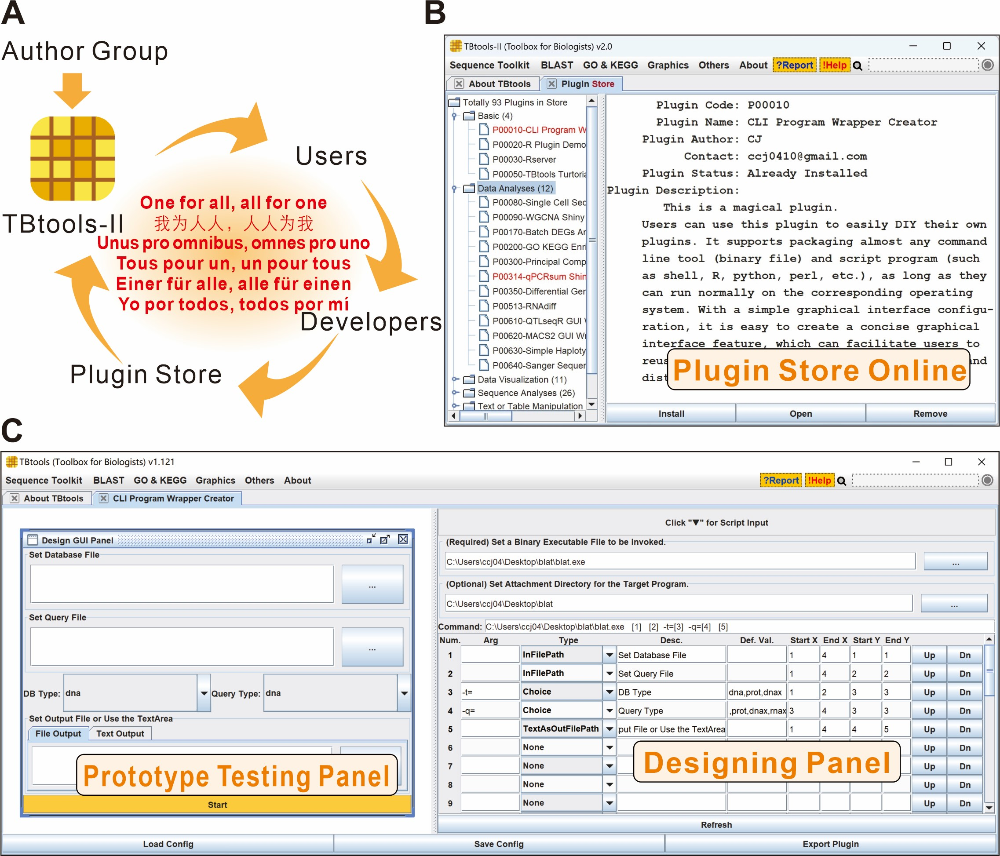 A
Author Group
TBtools-II
Users
One for all, all for one
我为人人，人人为我
Unus pro omnibus, omnes pro uno
Tous pour un, un pour tous
Einer für alle, alle für einen
Yo por todos, todos por mí
Developers
Plugin Store
B
TBtools-II (Toolbox for Biologists) v2.0
Sequence Toolkit BLAST GO & KEGG Graphics Others About ?Report !Help
About TBtools Plugin Store
Totally 93 Plugins in Store
Basic (4)
P00010-CLI Program W
P00020-R Plugin Demo
P00030-Rserver
P00050-TBtools Turtoria
Data Analyses (12)
P00080-Single Cell Sec
P00090-WGCNA Shiny
P00170-Batch DEGs Ar
P00200-GO KEGG Enri
P00300-Principal Comp
P00314-qPCRsum Shin
P00350-Differential Ger
P00513-RNAdiff
P00610-QTLseqR GUI
P00620-MACS2 GUI Wr
P00630-Simple Haploty
P00640-Sanger Sequer
Data Visualization (11)
Sequence Analyses (26)
Text or Table Manipulation
Plugin Code: P00010
Plugin Name: CLI Program Wrapper Creator
Plugin Author: CJ
Contact: ccj0410@gmail.com
Plugin Status: Already Installed
Plugin Description:
This is a magical plugin.
Users can use this plugin to easily DIY their own
plugins. It supports packaging almost any command
line tool (binary file) and script program (such
as shell, R, python, perl, etc.), as long as they
can run normally on the corresponding operating
system. With a simple graphical interface configu-
ration, it is easy to create a concise graphical
interface feature, which can facilitate users to
Plugin Store Online
Install Open Remove
C
TBtools (Toolbox for Biologists) v1.121
Sequence Toolkit BLAST GO & KEGG Graphics Others About ?Report !Help
About TBtools CLI Program Wrapper Creator
Design GUI Panel
Set Database File
...
Set Query File
...
DB Type: dna Query Type: dna
Set Output File or Use the TextArea
File Output Text Output
Prototype Testing Panel
Start
Click "▼" for Script Input
(Required) Set a Binary Executable File to be invoked.
C:\Users\ccj04\Desktop\blat\blat.exe ...
(Optional) Set Attachment Directory for the Target Program.
C:\Users\ccj04\Desktop\blat ...
Command: C:\Users\ccj04\Desktop\blat\blat.exe [1] [2] -t=[3] -q=[4] [5]
Num. Arg Type Desc. Def. Val. Start X End X Start Y End Y
1 InFilePath Set Database File 1 4 1 1 Up Dn
2 InFilePath Set Query File 1 4 2 2 Up Dn
3 -t= Choice DB Type dna,prot,dnax 1 2 3 3 Up Dn
4 -q= Choice Query Type ,prot,dnax,rnax 3 4 3 3 Up Dn
5 TextAsOutFilePath put File or Use the TextArea 1 4 4 5 Up Dn
6 None Up Dn
7 None Up Dn
8 None Up Dn
9 None Up Dn
Designing Panel
Refresh
Load Config Save Config Export Plugin